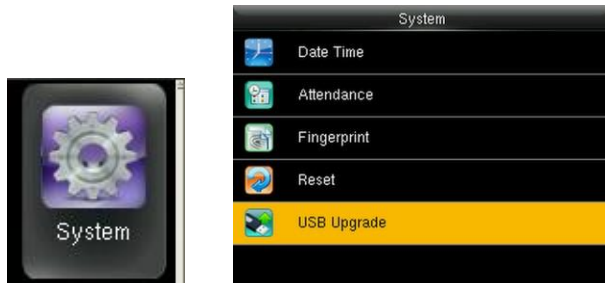 System
System
Date Time
Attendance
Fingerprint
Reset
USB Upgrade